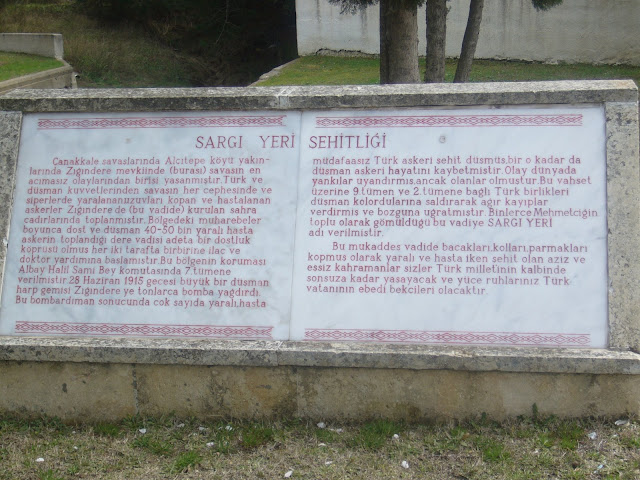 SARGI YERI ŞEHİTLİĞİ
Çanakkale savaşlarında Alçıtepe köyü yakın-
larında Zığındere mevkiinde (burası) savaşın en
acımasız olaylarından birisi yaşanmıştır.Türk ve
düşman kuvvetlerinden savaşın her cephesinde ve
siperlerde yaralanan,uzuvları kopan ve hastalanan
askerler Zığındere de (bu vadide) kurulan sahra
çadırlarında toplanmıştır.Bölgedeki muharebeler
boyunca dost ve düşman 40-50 bin yaralı hasta
askerin toplandığı dere vadisi adeta bir dostluk
köprüsü olmuş her iki tarafta birbirine ilaç ve
doktor yardımına başlamıştır.Bu bölgenin koruması
Albay Halil Sami Bey komutasında 7.tümene
verilmiştir.28 Haziran 1915 gecesi büyük bir düşman
harp gemisi Zığındere ye tonlarca bomba yağdırdı.
Bu bombardıman sonucunda çok sayıda yaralı,hasta
müdafaasız Türk askeri şehit düşmüş,bir o kadar da
düşman askeri hayatını kaybetmiştir. Olay dünyada
yankılar uyandırmış,ancak olanlar olmuştur.Bu vahşet
üzerine 9.tümen ve 2.tümene bağlı Türk birlikleri
düşman kolordularına saldırarak ağır kayıplar
verdirmiş ve bozguna uğratmıştır. Binlerce Mehmetçiğin
toplu olarak gömüldüğü bu vadiye SARGI YERİ
adı verilmiştir.
Bu mukaddes vadide bacakları,kolları,parmakları
kopmuş olarak yaralı ve hasta iken şehit olan aziz ve
eşsiz kahramanlar sizler Türk milletinin kalbinde
sonsuza kadar yaşayacak ve yüce ruhlarınız Türk-
vatanının ebedi bekçileri olacaktır.